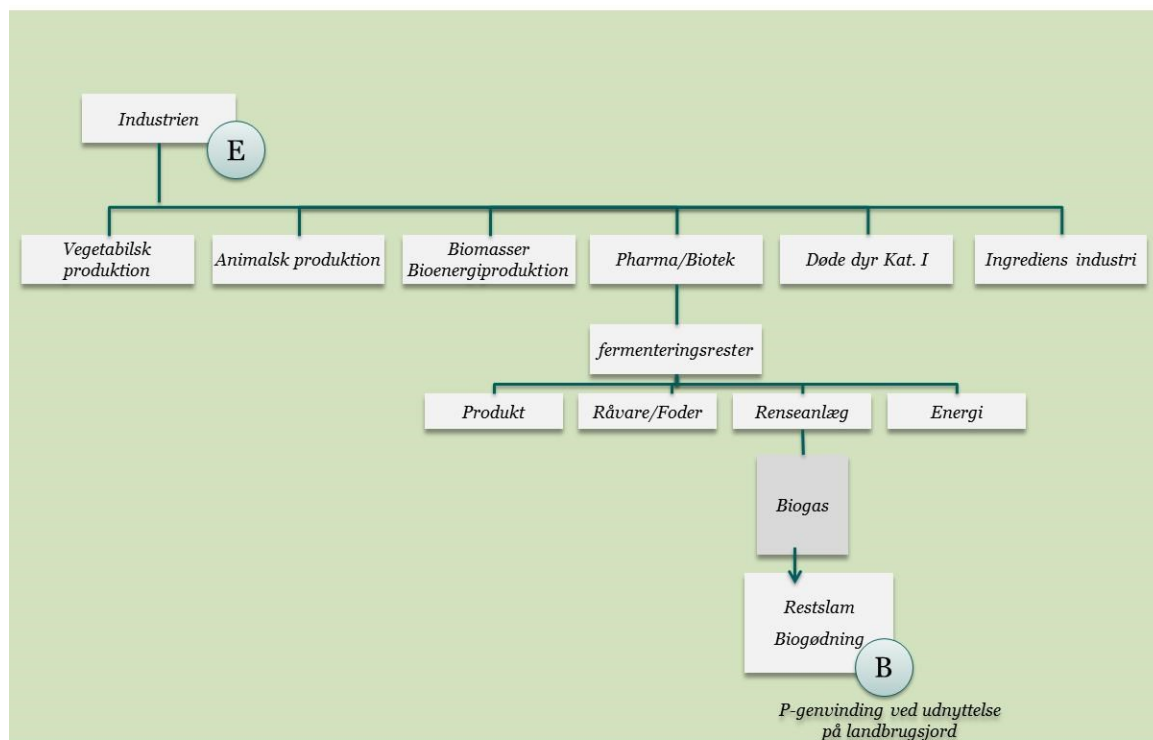 Industrien
E
Vegetabilsk
produktion
Animalsk produktion
Biomasser
Bioenergiproduktion
Pharma/Biotek
Døde dyr Kat. I
Ingrediens industri
fermenteringsrester
Produkt
Råvare/Foder
Renseanlæg
Energi
Biogas
Restslam
Biogødning
B
P-genvinding ved udnyttelse
på landbrugsjord